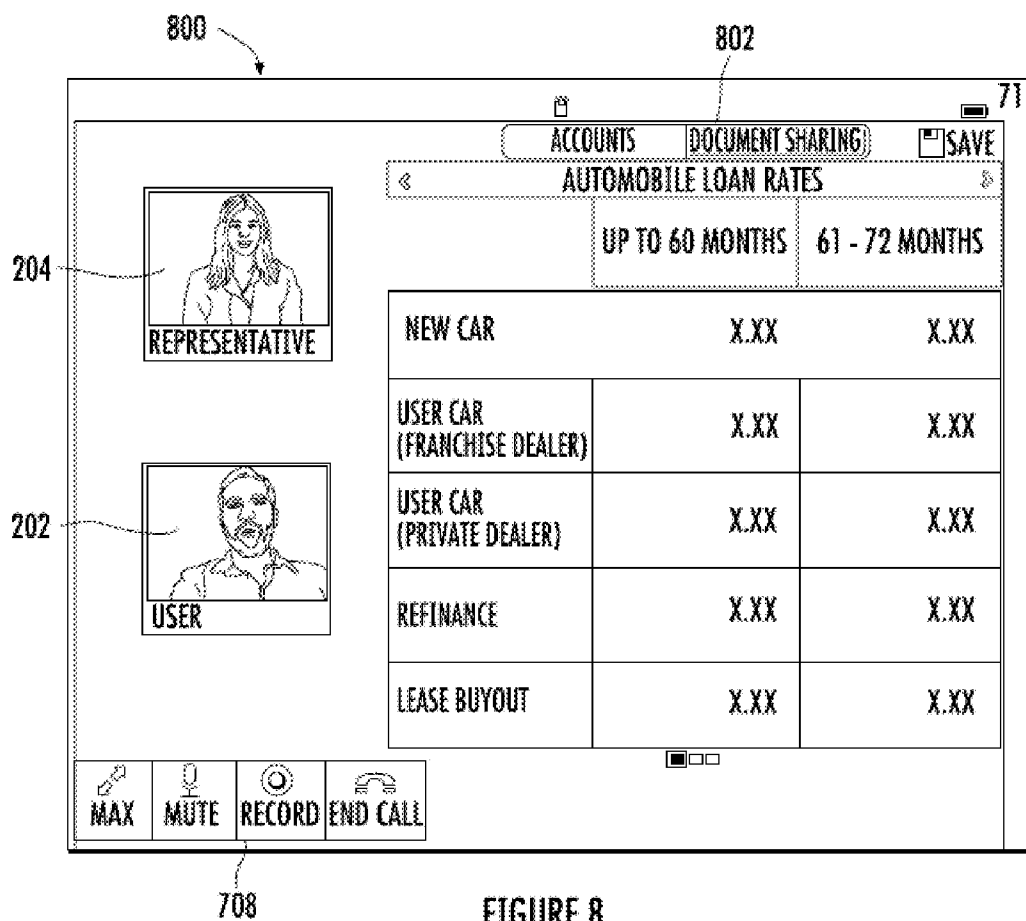 800
802
71
ACCOUNTS DOCUMENT SHARING SAVE
AUTOMOBILE LOAN RATES
UP TO 60 MONTHS 61 - 72 MONTHS
204
REPRESENTATIVE
NEW CAR X.XX X.XX
USER CAR
(FRANCHISE DEALER) X.XX X.XX
202
USER
USER CAR
(PRIVATE DEALER) X.XX X.XX
REFINANCE X.XX X.XX
LEASE BUYOUT X.XX X.XX
MAX MUTE RECORD END CALL
708
FIGURE 8